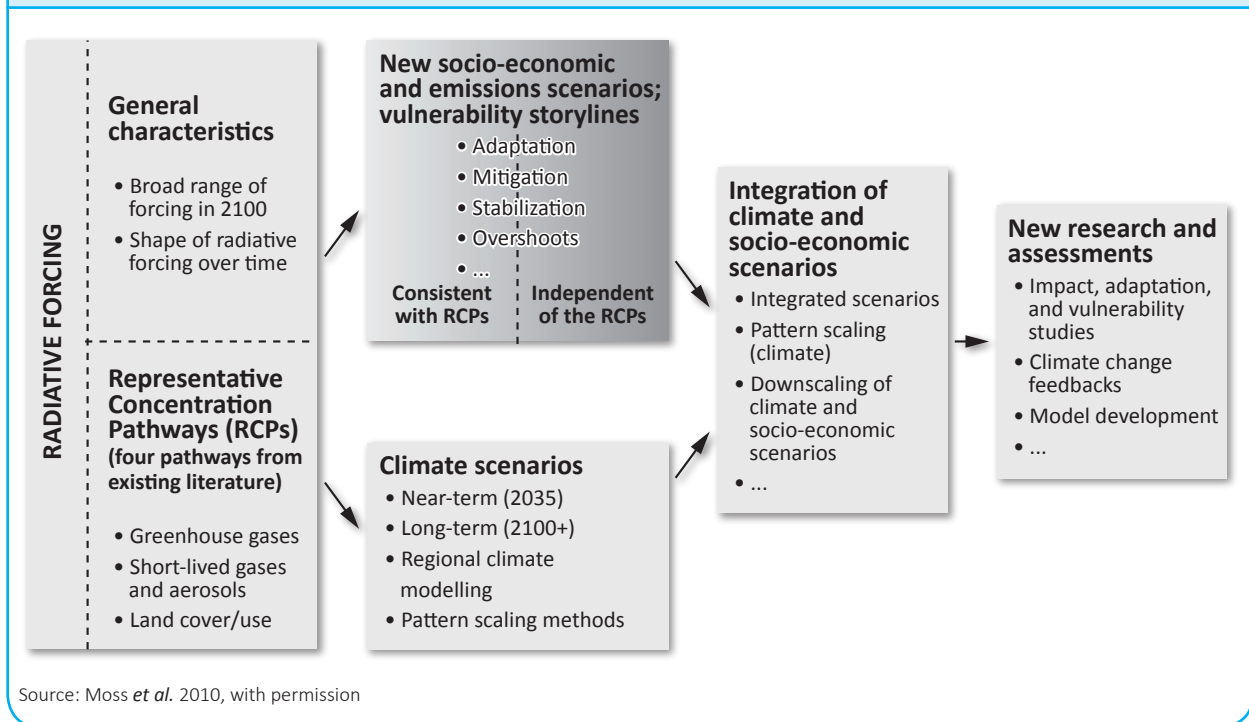 RADIATIVE FORCING
General
characteristics
• Broad range of
forcing in 2100
• Shape of radiative
forcing over time
Representative
Concentration
Pathways (RCPs)
(four pathways from
existing literature)
• Greenhouse gases
• Short-lived gases
and aerosols
• Land cover/use
New socio-economic
and emissions scenarios;
vulnerability storylines
• Adaptation
• Mitigation
• Stabilization
• Overshoots
• ...
Consistent
with RCPs
Independent
of the RCPs
Climate scenarios
• Near-term (2035)
• Long-term (2100+)
• Regional climate
modelling
• Pattern scaling methods
Integration of
climate and
socio-economic
scenarios
• Integrated scenarios
• Pattern scaling
(climate)
• Downscaling of
climate and
socio-economic
scenarios
• ...
New research and
assessments
• Impact, adaptation,
and vulnerability
studies
• Climate change
feedbacks
• Model development
• ...
Source: Moss et al. 2010, with permission